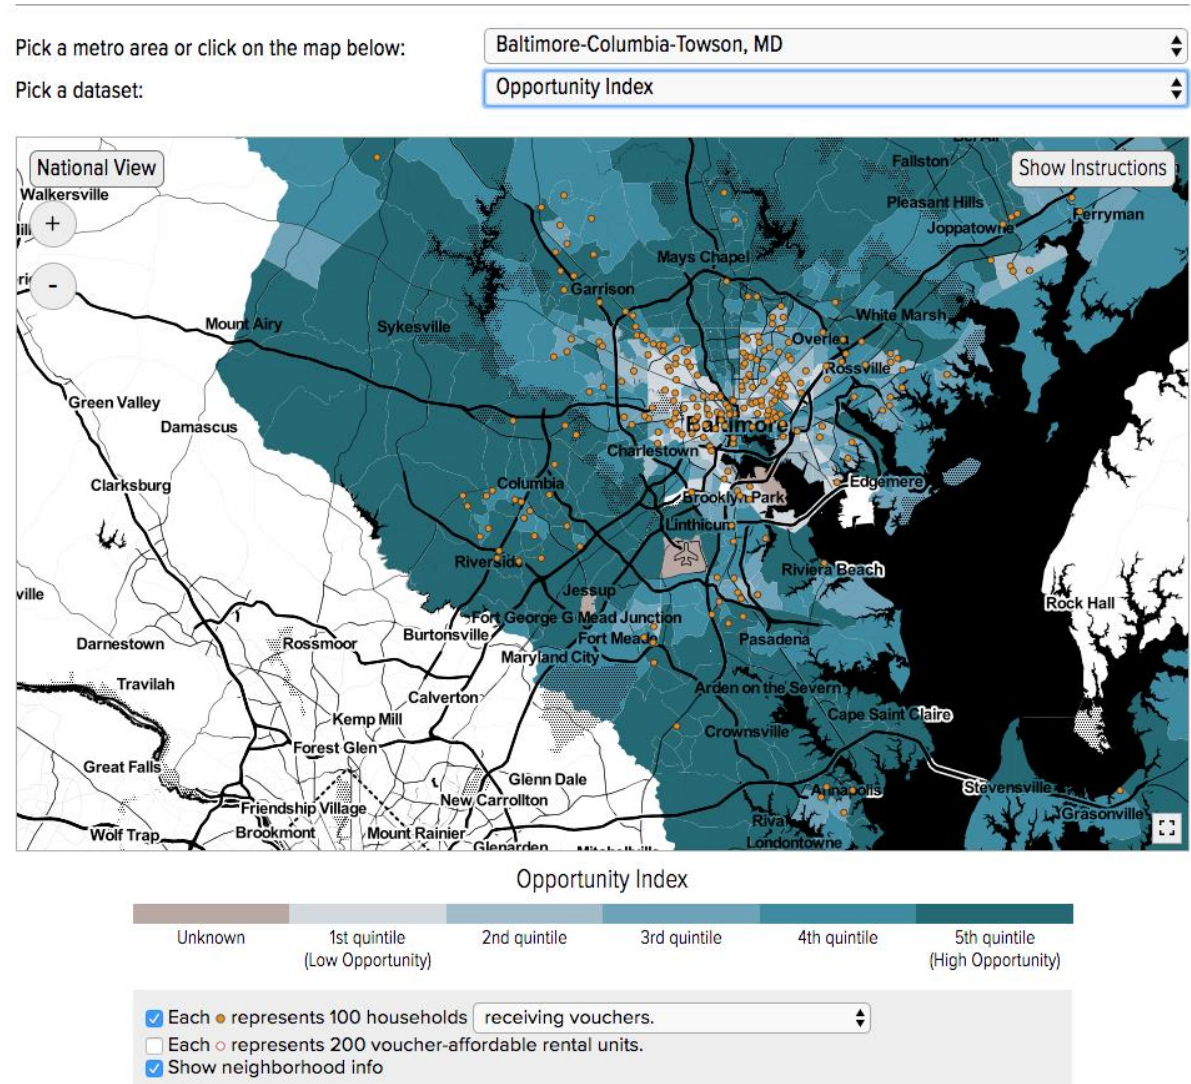 Pick a metro area or click on the map below:
Baltimore-Columbia-Towson, MD
Pick a dataset:
Opportunity Index
National View
Show Instructions
Fallston
Walkersville
Pleasant Hills
+
Perryman
Joppatowne
Mays Chapel
-
Garrison
White Marsh
Mount Airy
Sykesville
Overlea
Rossville
Green Valley
Damascus
Baltimore
Charlestown
Clarksburg
Columbia
Edgemere
Brooklyn Park
Linthicum
Riverside
Riviera Beach
ville
Jessup
Rock Hall
Fort George G Mead Junction
Burtonsville
Fort Meade
Darnestown
Rossmoor
Pasadena
Maryland City
Travilah
Arden on the Severn
Calverton
Cape Saint Claire
Kemp Mill
Crownsville
Forest Glen
Great Falls
Glenn Dale
Annapolis
Stevensville
New Carrollton
Friendship Village
Grasonville
Riva
Wolf Trap
Brookmont
Mount Rainier
Londontowne
Glenarden
Opportunity Index
Unknown
1st quintile
(Low Opportunity)
2nd quintile
3rd quintile
4th quintile
5th quintile
(High Opportunity)
Each represents 100 households receiving vouchers.
Each represents 200 voucher-affordable rental units.
Show neighborhood info